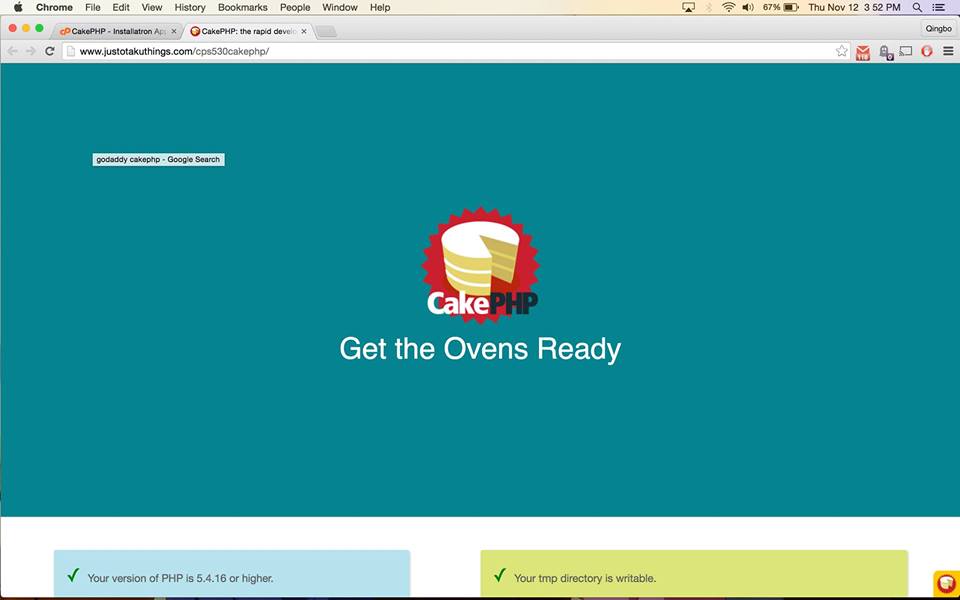 Chrome File Edit View History Bookmarks People Window Help 67% Thu Nov 12 3:52 PM
CakePHP - Installatron App CakePHP: the rapid develo Qingbo
www.justotakuthings.com/cps530cakephp/
godaddy cakephp - Google Search
CakePHP
Get the Ovens Ready
Your version of PHP is 5.4.16 or higher.
Your tmp directory is writable.